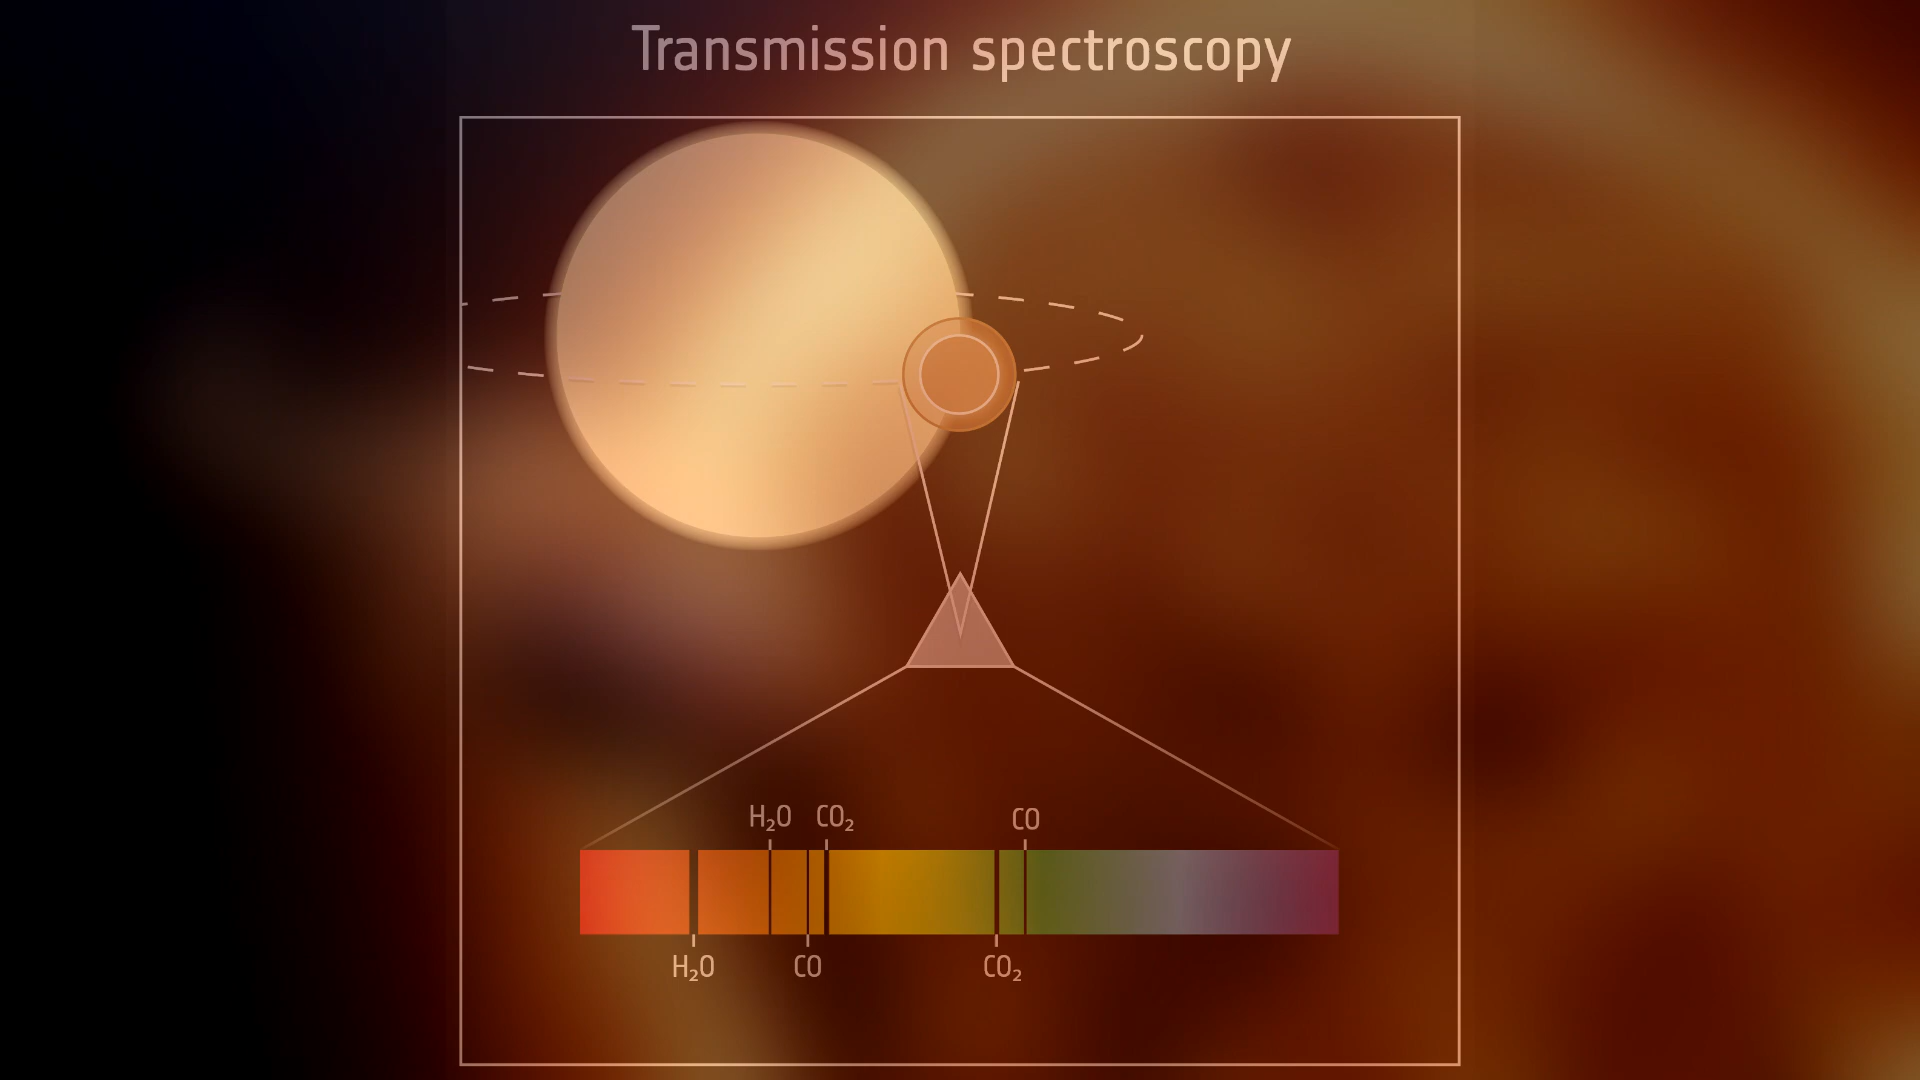 Transmission spectroscopy
H₂O CO₂ CO
H₂O CO CO₂